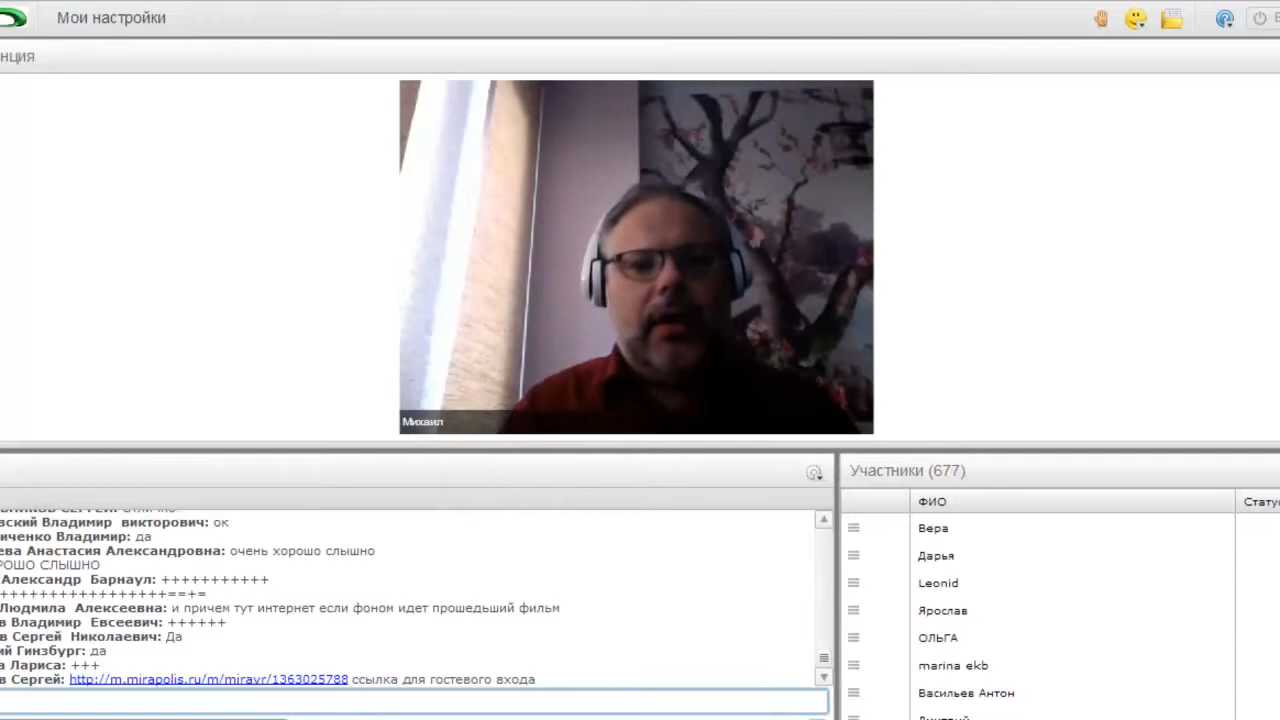 Мои настройки
нция
Михаил
вский Владимир викторович: ок
ииченко Владимир: да
ева Анастасия Александровна: очень хорошо слышно
РОШО СЛЫШНО
Александр Барнаул: +++++++++++
+++++++++++++++++==+=
Людмила Алексеевна: и причем тут интернет если фоном идет прошедьший фильм
в Владимир Евсеевич: ++++++
в Сергей Николаевич: Да
ий Гинзбург: да
а Лариса: +++
в Сергей: http://m.mirapolis.ru/m/miravr/1363025788 ссылка для гостевого входа
Участники (677)
ФИО
Статус
Вера
Дарья
Leonid
Ярослав
ОЛЬГА
marina ekb
Васильев Антон